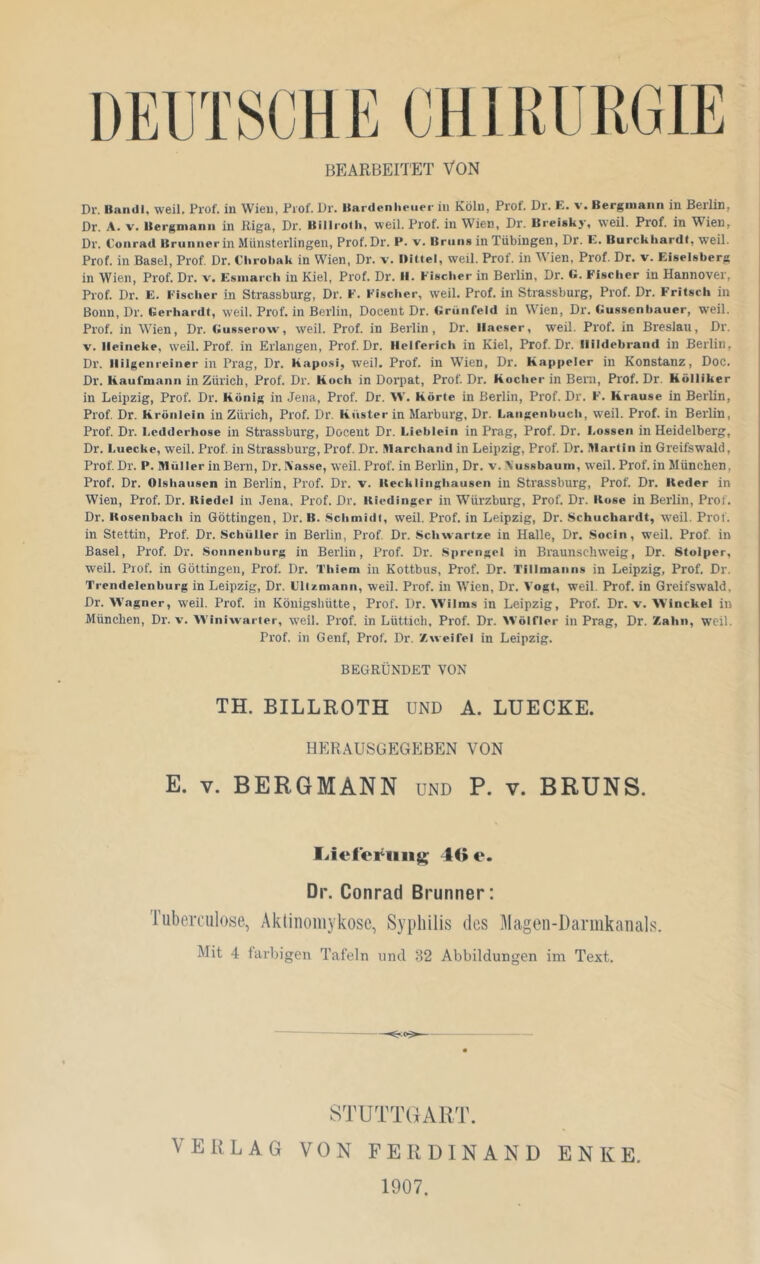 DEUTSCHE CHIRURGIE
BEARBEITET VON
Dr. Bandl, weil. Prof. in Wien, Prof. Dr. Bardenheuer in Köln, Prof. Dr. E. v. Bergmann in Berlin,
Dr. A. v. Bergmann in Riga, Dr. Billroth, weil. Prof. in Wien, Dr. Breisky, weil. Prof. in Wien,
Dr. Conrad Brunner in Münsterlingen, Prof. Dr. P. v. Bruns in Tübingen, Dr. E. Burckhardt, weil.
Prof. in Basel, Prof. Dr. Chrobak in Wien, Dr. v. Dittel, weil. Prof. in Wien, Prof. Dr. v. Eiselsberg
in Wien, Prof. Dr. v. Esmarch in Kiel, Prof. Dr. H. Fischer in Berlin, Dr. G. Fischer in Hannover,
Prof. Dr. E. Fischer in Strassburg, Dr. F. Fischer, weil. Prof. in Strassburg, Prof. Dr. Fritsch in
Bonn, Dr. Gerhardt, weil. Prof. in Berlin, Docent Dr. Grünfeld in Wien, Dr. Gussenbauer, weil.
Prof. in Wien, Dr. Gusserow, weil. Prof. in Berlin, Dr. Haeser, weil. Prof. in Breslau, Dr.
v. Heineke, weil. Prof. in Erlangen, Prof. Dr. Helferich in Kiel, Prof. Dr. Hildebrand in Berlin,
Dr. Hilgenreiner in Prag, Dr. Kaposi, weil. Prof. in Wien, Dr. Kappeler in Konstanz, Doc.
Dr. Kaufmann in Zürich, Prof. Dr. Koch in Dorpat, Prof. Dr. Kocher in Bern, Prof. Dr. Kölliker
in Leipzig, Prof. Dr. König in Jena, Prof. Dr. W. Körte in Berlin, Prof. Dr. F. Krause in Berlin,
Prof. Dr. Krönlein in Zürich, Prof. Dr. Küster in Marburg, Dr. Langenbuch, weil. Prof. in Berlin,
Prof. Dr. Ledderhose in Strassburg, Docent Dr. Lieblein in Prag, Prof. Dr. Lossen in Heidelberg,
Dr. Luecke, weil. Prof. in Strassburg, Prof. Dr. Marchand in Leipzig, Prof. Dr. Martin in Greifswald,
Prof. Dr. P. Müller in Bern, Dr. Nasse, weil. Prof. in Berlin, Dr. v. Nussbaum, weil. Prof. in München,
Prof. Dr. Olshausen in Berlin, Prof. Dr. v. Recklinghausen in Strassburg, Prof. Dr. Reder in
Wien, Prof. Dr. Riedel in Jena, Prof. Dr. Riedinger in Würzburg, Prof. Dr. Rose in Berlin, Prof.
Dr. Rosenbach in Göttingen, Dr. B. Schmidt, weil. Prof. in Leipzig, Dr. Schuchardt, weil. Prof.
in Stettin, Prof. Dr. Schüller in Berlin, Prof. Dr. Schwartze in Halle, Dr. Socin, weil. Prof. in
Basel, Prof. Dr. Sonnenburg in Berlin, Prof. Dr. Sprengel in Braunschweig, Dr. Stolper,
weil. Prof. in Göttingen, Prof. Dr. Thiem in Kottbus, Prof. Dr. Tillmanns in Leipzig, Prof. Dr.
Trendelenburg in Leipzig, Dr. Ultzmann, weil. Prof. in Wien, Dr. Vogt, weil. Prof. in Greifswald,
Dr. Wagner, weil. Prof. in Königshütte, Prof. Dr. Wilms in Leipzig, Prof. Dr. v. Winckel in
München, Dr. v. Winiwarter, weil. Prof. in Lüttich, Prof. Dr. Wölfler in Prag, Dr. Zahn, weil.
Prof. in Genf, Prof. Dr. Zweifel in Leipzig.
BEGRÜNDET VON
TH. BILLROTH UND A. LUECKE.
HERAUSGEGEBEN VON
E. v. BERGMANN UND P. v. BRUNS.
Lieferung 46 e.
Dr. Conrad Brunner:
Tuberculose, Aktinomykose, Syphilis des Magen-Darmkanals.
Mit 4 farbigen Tafeln und 32 Abbildungen im Text.
STUTTGART.
VERLAG VON FERDINAND ENKE.
1907.